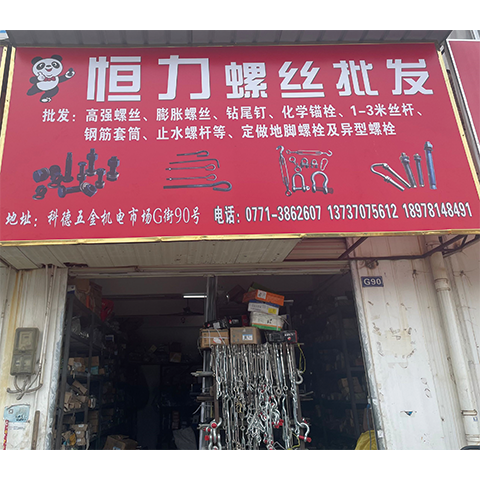 恒力螺丝批发
批发：高强螺丝、膨胀螺丝、钻尾钉、化学锚栓、1-3米丝杆、
钢筋套筒、止水螺杆等、定做地脚螺栓及异型螺栓
地址：科德五金机电市场G街90号 电话：0771-3862607 13737075612 18978148491
G90